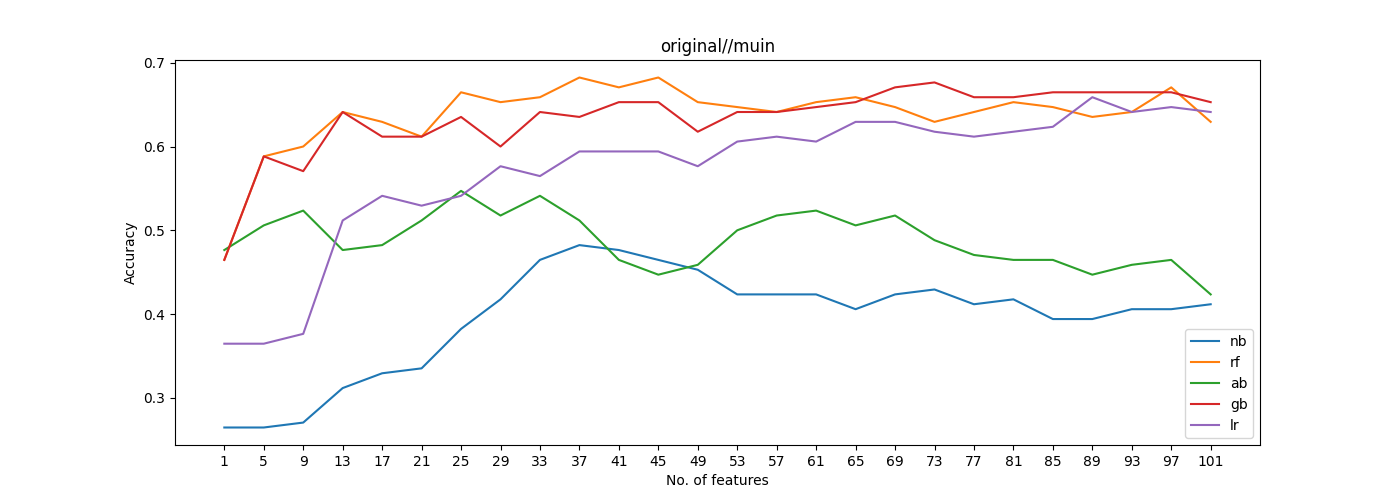 original//muin
Accuracy
0.7
0.6
0.5
0.4
0.3
1 5 9 13 17 21 25 29 33 37 41 45 49 53 57 61 65 69 73 77 81 85 89 93 97 101
No. of features
nb
rf
ab
gb
lr